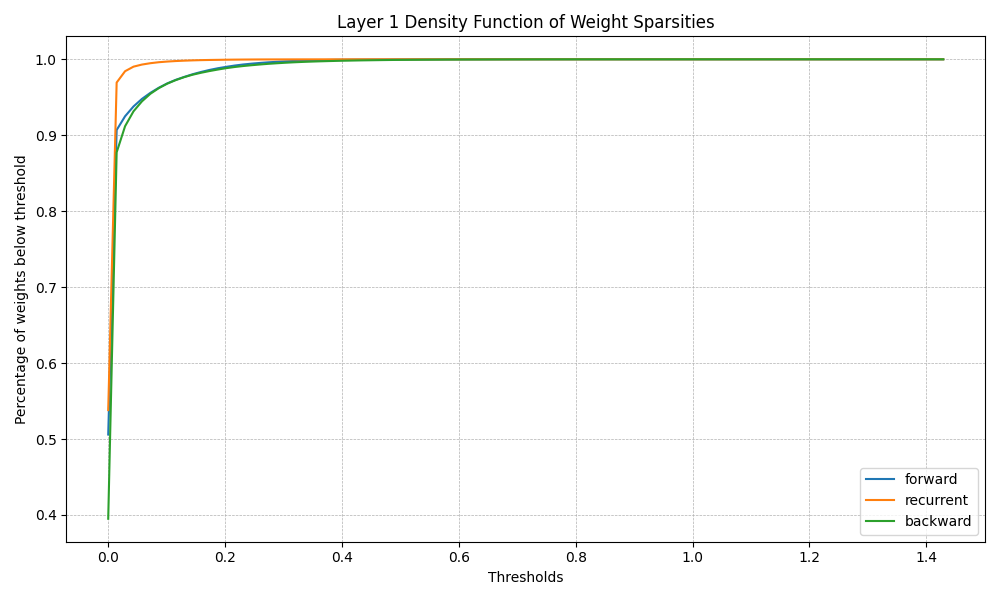 Layer 1 Density Function of Weight Sparsities
Percentage of weights below threshold
1.0
0.9
0.8
0.7
0.6
0.5
0.4
0.0 0.2 0.4 0.6 0.8 1.0 1.2 1.4
Thresholds
forward
recurrent
backward